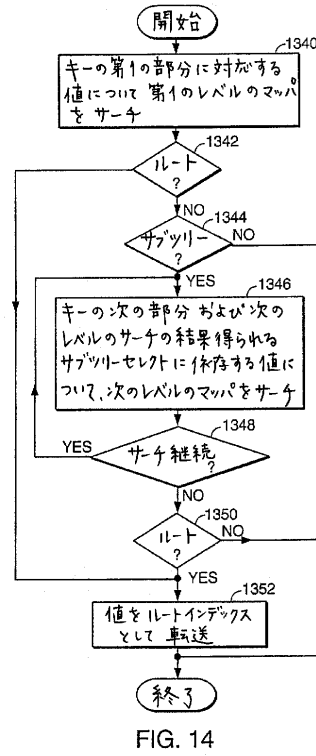 開始
1340
キーの第1の部分に対応する
値について 第1のレベルのマッパ
をサーチ
1342
ルート
?
NO
1344
サブツリー
?
NO
YES
1346
キーの次の部分 および次の
レベルのサーチの結果得られる
サブツリーセレクトに依存する値に
ついて、次のレベルのマッパをサーチ
1348
YES
サーチ継続
?
NO
1350
ルート
?
NO
YES
1352
値をルートインデックス
として 転送
終了
FIG. 14